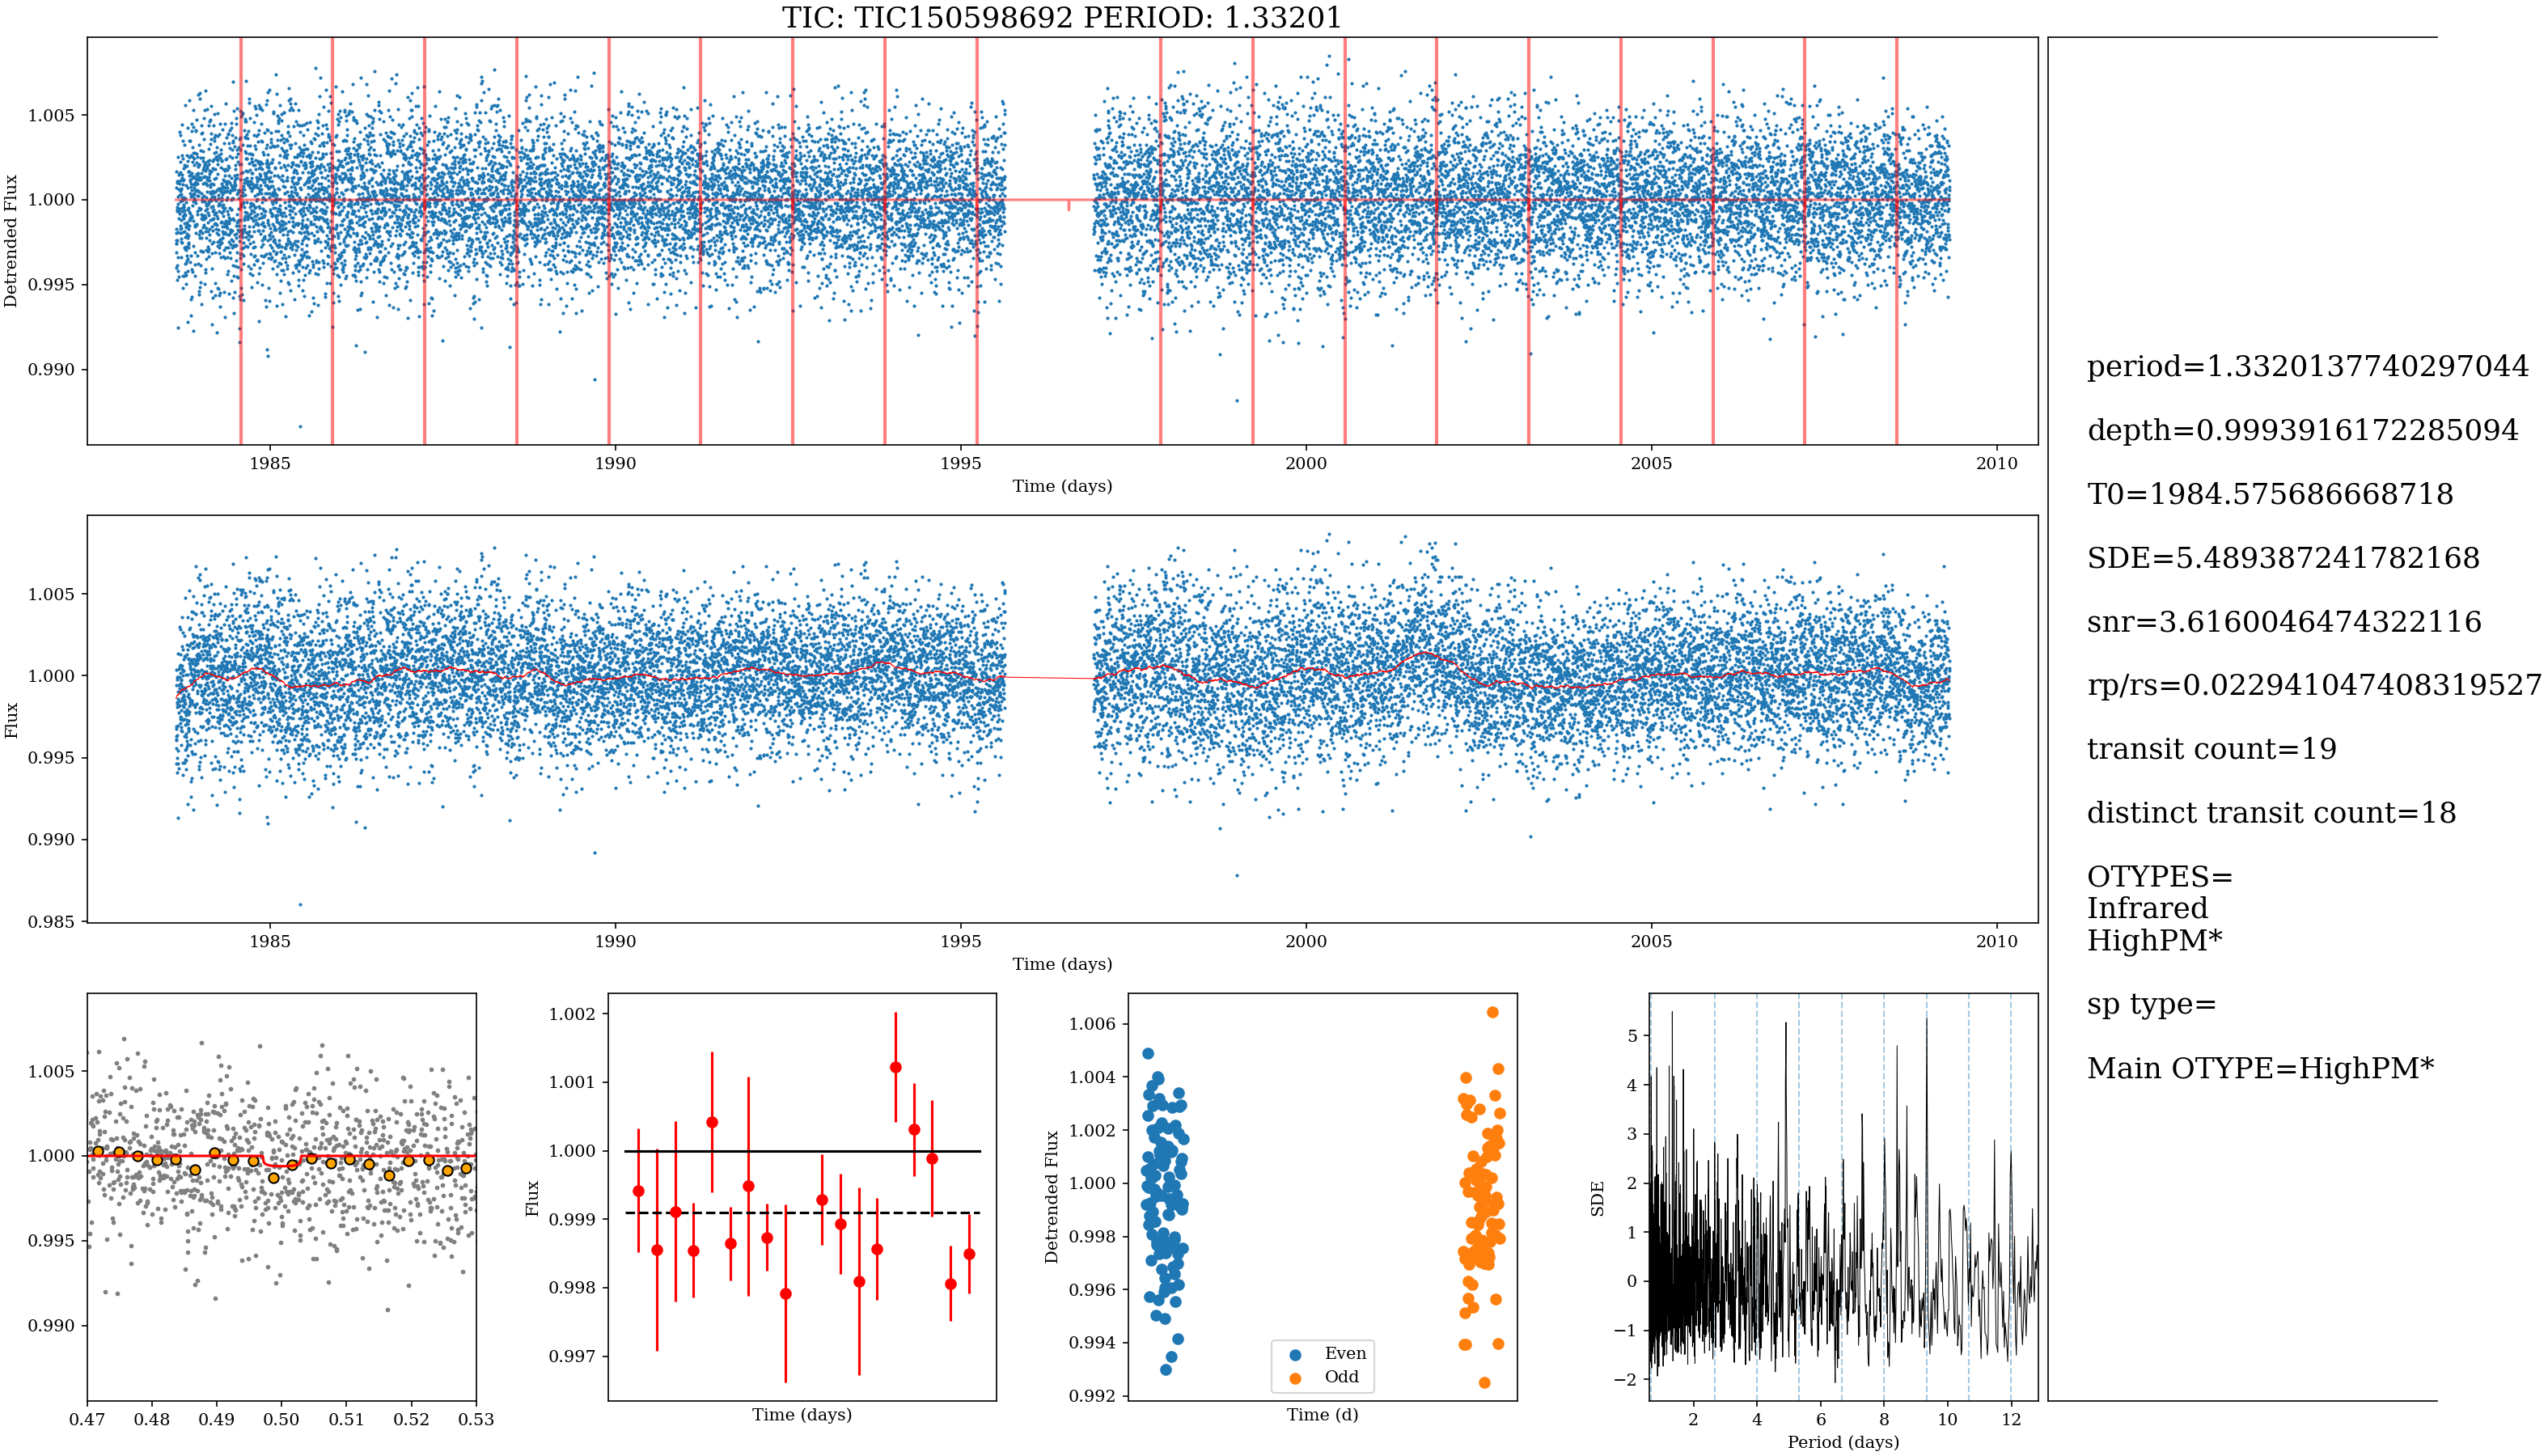 TIC: TIC150598692 PERIOD: 1.33201
Detrended Flux
1.005
1.000
0.995
0.990
1985
1990
1995
2000
2005
2010
Time (days)
Flux
1.005
1.000
0.995
0.990
0.985
1985
1990
1995
2000
2005
2010
Time (days)
1.005
1.000
0.995
0.990
0.47
0.48
0.49
0.50
0.51
0.52
0.53
Flux
1.002
1.001
1.000
0.999
0.998
0.997
Time (days)
Detrended Flux
1.006
1.004
1.002
1.000
0.998
0.996
0.994
0.992
Even
Odd
Time (d)
SDE
5
4
3
2
1
0
−1
−2
2
4
6
8
10
12
Period (days)
period=1.3320137740297044
depth=0.9993916172285094
T0=1984.575686668718
SDE=5.489387241782168
snr=3.6160046474322116
rp/rs=0.022941047408319527
transit count=19
distinct transit count=18
OTYPES=
Infrared
HighPM*
sp type=
Main OTYPE=HighPM*